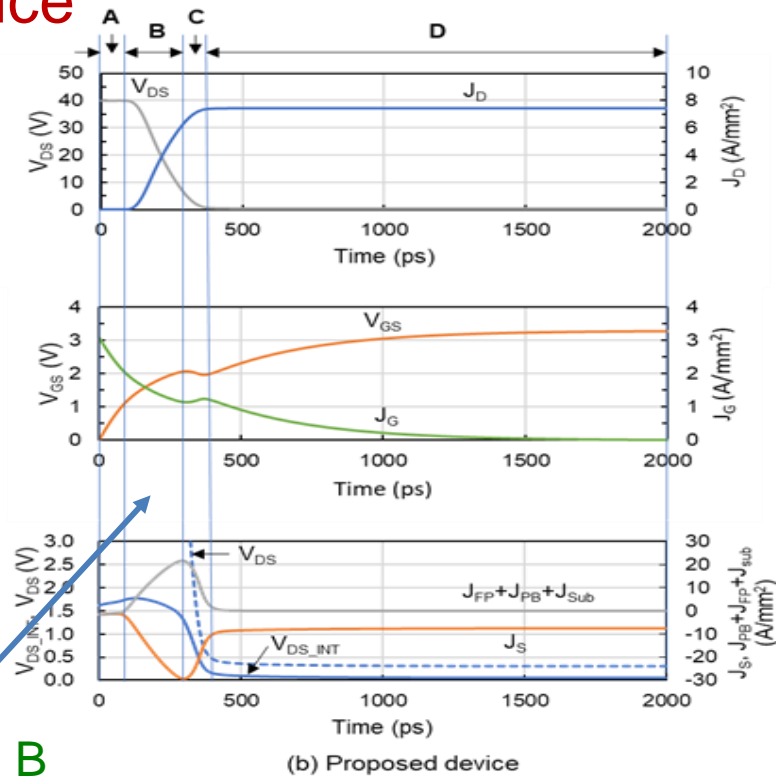 A B C D
50 40 30 20 10 0
V_DS (V)
V_DS
J_D
10 8 6 4 2 0
J_D (A/mm²)
0 500 1000 1500 2000
Time (ps)
4 3 2 1 0
V_GS (V)
V_GS
J_G
4 3 2 1 0
J_G (A/mm²)
0 500 1000 1500 2000
Time (ps)
3.0 2.5 2.0 1.5 1.0 0.5 0.0
V_DS_INT, V_DS (V)
V_DS
J_FP+J_PB+J_Sub
V_DS_INT
J_S
30 20 10 0 -10 -20 -30
J_S, J_PB+J_FP+J_sub
(A/mm²)
0 500 1000 1500 2000
Time (ps)
B
(b) Proposed device